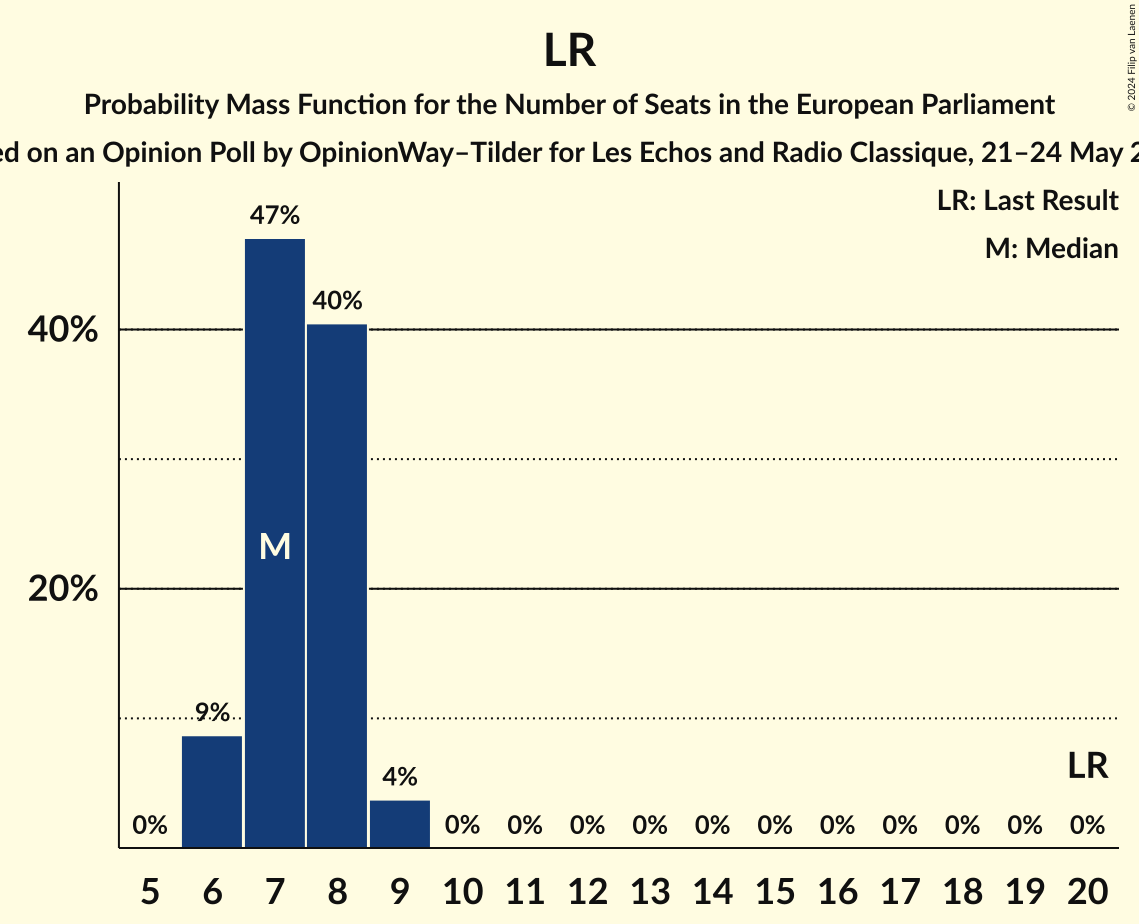 LR
Probability Mass Function for the Number of Seats in the European Parliament
on an Opinion Poll by OpinionWay–Tilder for Les Echos and Radio Classique, 21–24 May
© 2024 Filip van Laenen
LR: Last Result
M: Median
47%
40%
40%
M
20%
9%
4%
LR
0% 0% 0% 0% 0% 0% 0% 0% 0% 0% 0% 0%
5 6 7 8 9 10 11 12 13 14 15 16 17 18 19 20